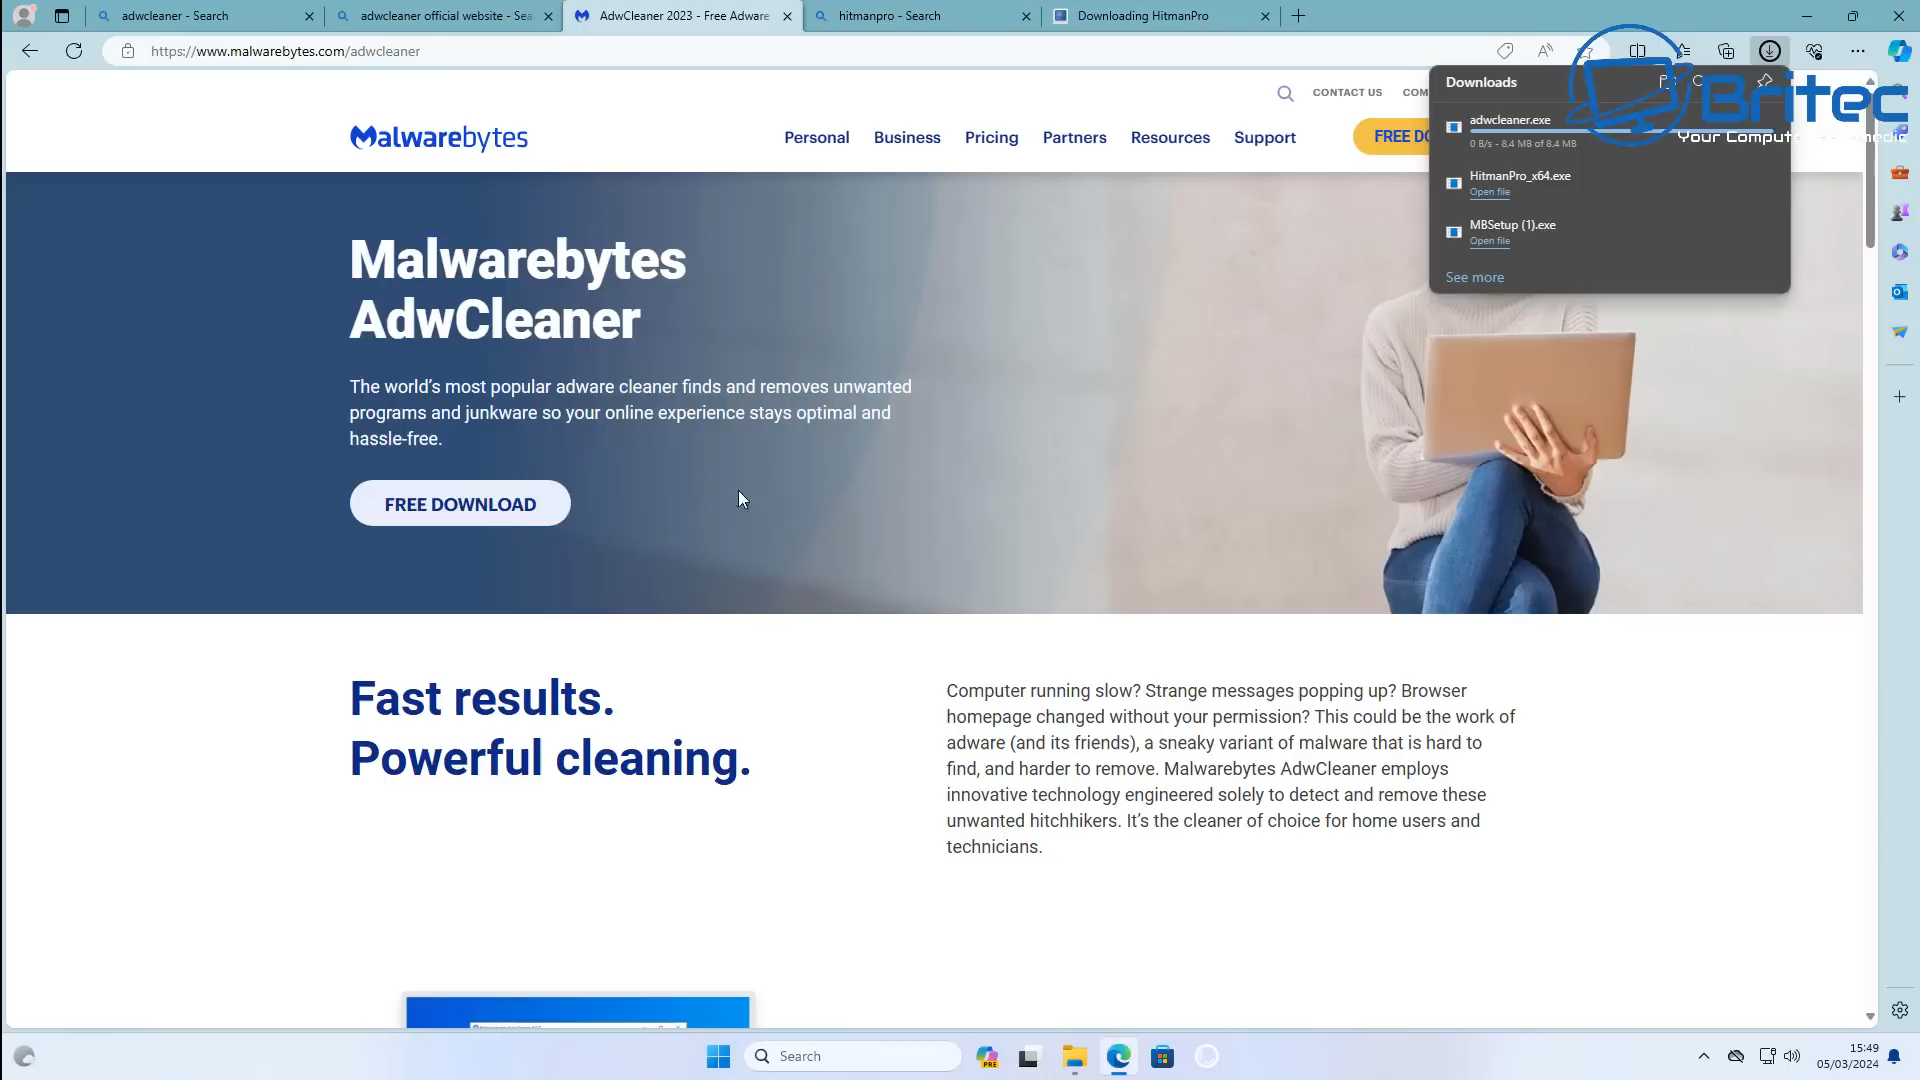 adwcleaner - Search
adwcleaner official website - Sea
AdwCleaner 2023 - Free Adware
hitmanpro - Search
Downloading HitmanPro
https://www.malwarebytes.com/adwcleaner
Downloads
Britec
adwcleaner.exe
0 B/s - 8.4 MB of 8.4 MB
HitmanPro_x64.exe
Open file
MBSetup (1).exe
Open file
See more
CONTACT US
COM
Malwarebytes
Personal
Business
Pricing
Partners
Resources
Support
FREE DO
Malwarebytes
AdwCleaner
The world's most popular adware cleaner finds and removes unwanted
programs and junkware so your online experience stays optimal and
hassle-free.
FREE DOWNLOAD
Fast results.
Powerful cleaning.
Computer running slow? Strange messages popping up? Browser
homepage changed without your permission? This could be the work of
adware (and its friends), a sneaky variant of malware that is hard to
find, and harder to remove. Malwarebytes AdwCleaner employs
innovative technology engineered solely to detect and remove these
unwanted hitchhikers. It's the cleaner of choice for home users and
technicians.
Search
PRE
15:49
05/03/2024